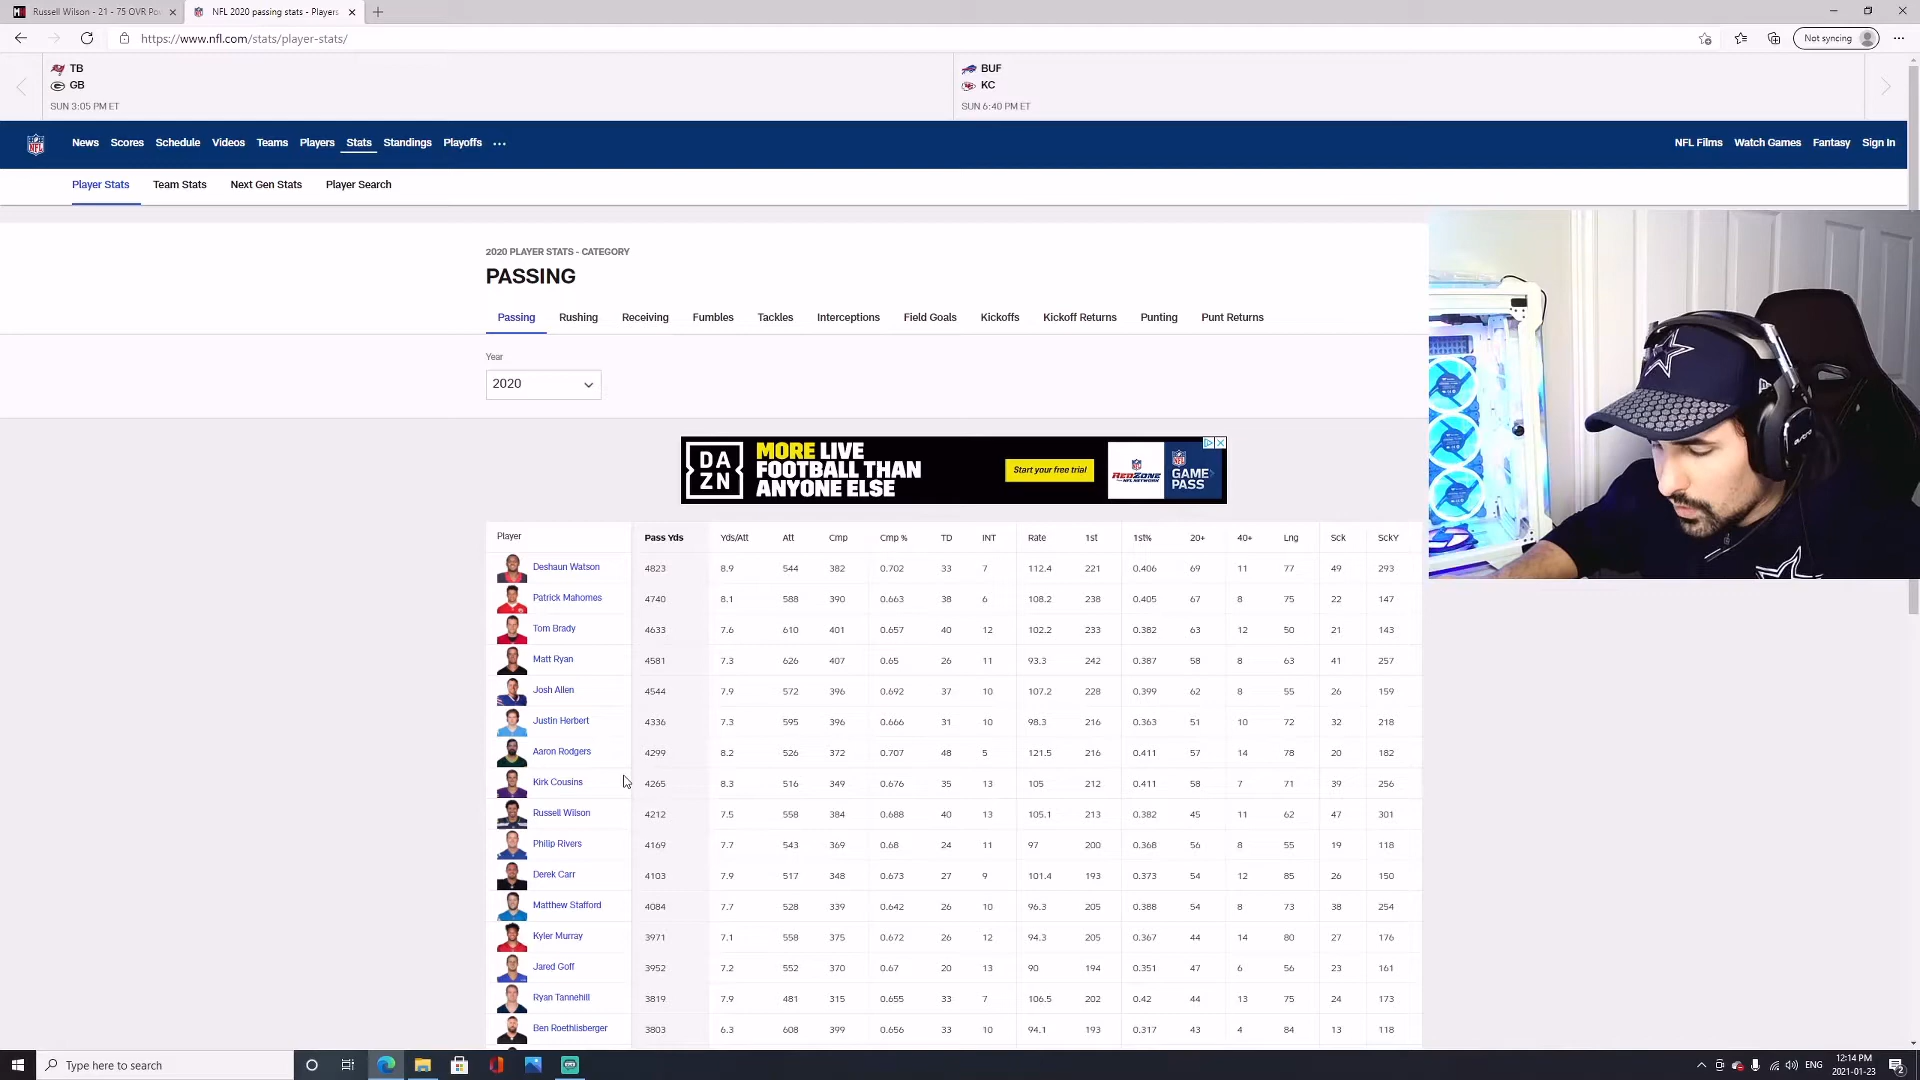 Russell Wilson - 21 - 75 OVR Po
NFL 2020 passing stats - Players
https://www.nfl.com/stats/player-stats/
Not syncing
TB
GB
SUN 3:05 PM ET
BUF
KC
SUN 6:40 PM ET
News Scores Schedule Videos Teams Players Stats Standings Playoffs ...
NFL Films Watch Games Fantasy Sign In
Player Stats Team Stats Next Gen Stats Player Search
2020 PLAYER STATS - CATEGORY
PASSING
Passing Rushing Receiving Fumbles Tackles Interceptions Field Goals Kickoffs Kickoff Returns Punting Punt Returns
Year
2020
DAZN
MORE LIVE
FOOTBALL THAN
ANYONE ELSE
Start your free trial
REDZONE
NFL NETWORK
NFL
GAME
PASS
Player Pass Yds Yds/Att Att Cmp Cmp % TD INT Rate 1st 1st% 20+ 40+ Lng Sck SckY
Deshaun Watson 4823 8.9 544 382 0.702 33 7 112.4 221 0.406 69 11 77 49 293
Patrick Mahomes 4740 8.1 588 390 0.663 38 6 108.2 238 0.405 67 8 75 22 147
Tom Brady 4633 7.6 610 401 0.657 40 12 102.2 233 0.382 63 12 50 21 143
Matt Ryan 4581 7.3 626 407 0.65 26 11 93.3 242 0.387 58 8 63 41 257
Josh Allen 4544 7.9 572 396 0.692 37 10 107.2 228 0.399 62 8 55 26 159
Justin Herbert 4336 7.3 595 396 0.666 31 10 98.3 216 0.363 51 10 72 32 218
Aaron Rodgers 4299 8.2 526 372 0.707 48 5 121.5 216 0.411 57 14 78 20 182
Kirk Cousins 4265 8.3 516 349 0.676 35 13 105 212 0.411 58 7 71 39 256
Russell Wilson 4212 7.5 558 384 0.688 40 13 105.1 213 0.382 45 11 62 47 301
Philip Rivers 4169 7.7 543 369 0.68 24 11 97 200 0.368 56 8 55 19 118
Derek Carr 4103 7.9 517 348 0.673 27 9 101.4 193 0.373 54 12 85 26 150
Matthew Stafford 4084 7.7 528 339 0.642 26 10 96.3 205 0.388 54 8 73 38 254
Kyler Murray 3971 7.1 558 375 0.672 26 12 94.3 205 0.367 44 14 80 27 176
Jared Goff 3952 7.2 552 370 0.67 20 13 90 194 0.351 47 6 56 23 161
Ryan Tannehill 3819 7.9 481 315 0.655 33 7 106.5 202 0.42 44 13 75 24 173
Ben Roethlisberger 3803 6.3 608 399 0.656 33 10 94.1 193 0.317 43 4 84 13 118
Type here to search
ENG
12:14 PM
2021-01-23
2